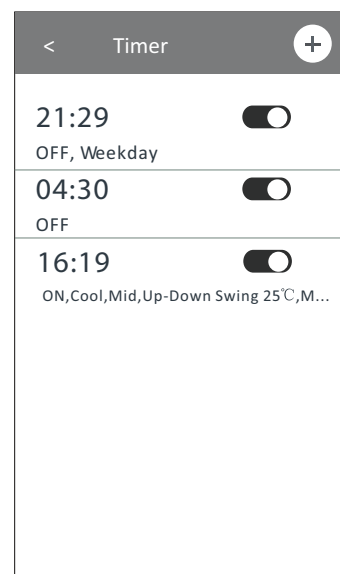 < Timer +
21:29
OFF, Weekday
04:30
OFF
16:19
ON,Cool,Mid,Up-Down Swing 25℃,M...